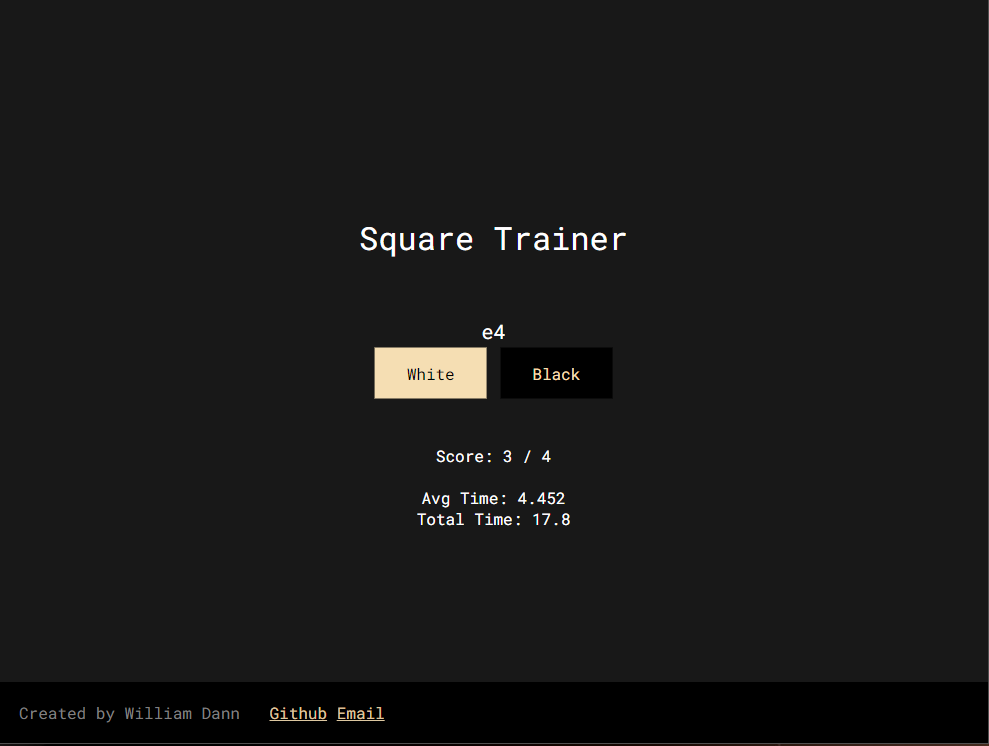 Square Trainer
e4
White Black
Score: 3 / 4
Avg Time: 4.452
Total Time: 17.8
Created by William Dann Github Email